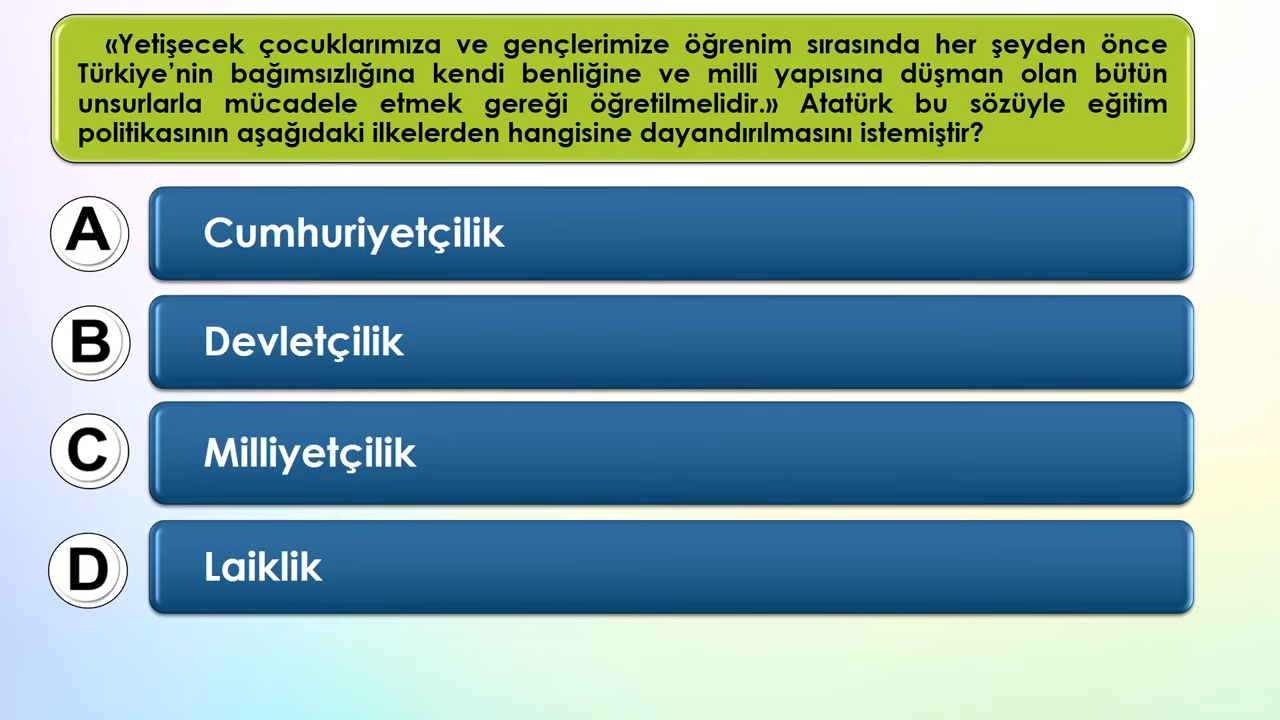 «Yetişecek çocuklarımıza ve gençlerimize öğrenim sırasında her şeyden önce
Türkiye’nin bağımsızlığına kendi benliğine ve milli yapısına düşman olan bütün
unsurlarla mücadele etmek gereği öğretilmelidir.» Atatürk bu sözüyle eğitim
politikasının aşağıdaki ilkelerden hangisine dayandırılmasını istemiştir?
A Cumhuriyetçilik
B Devletçilik
C Milliyetçilik
D Laiklik